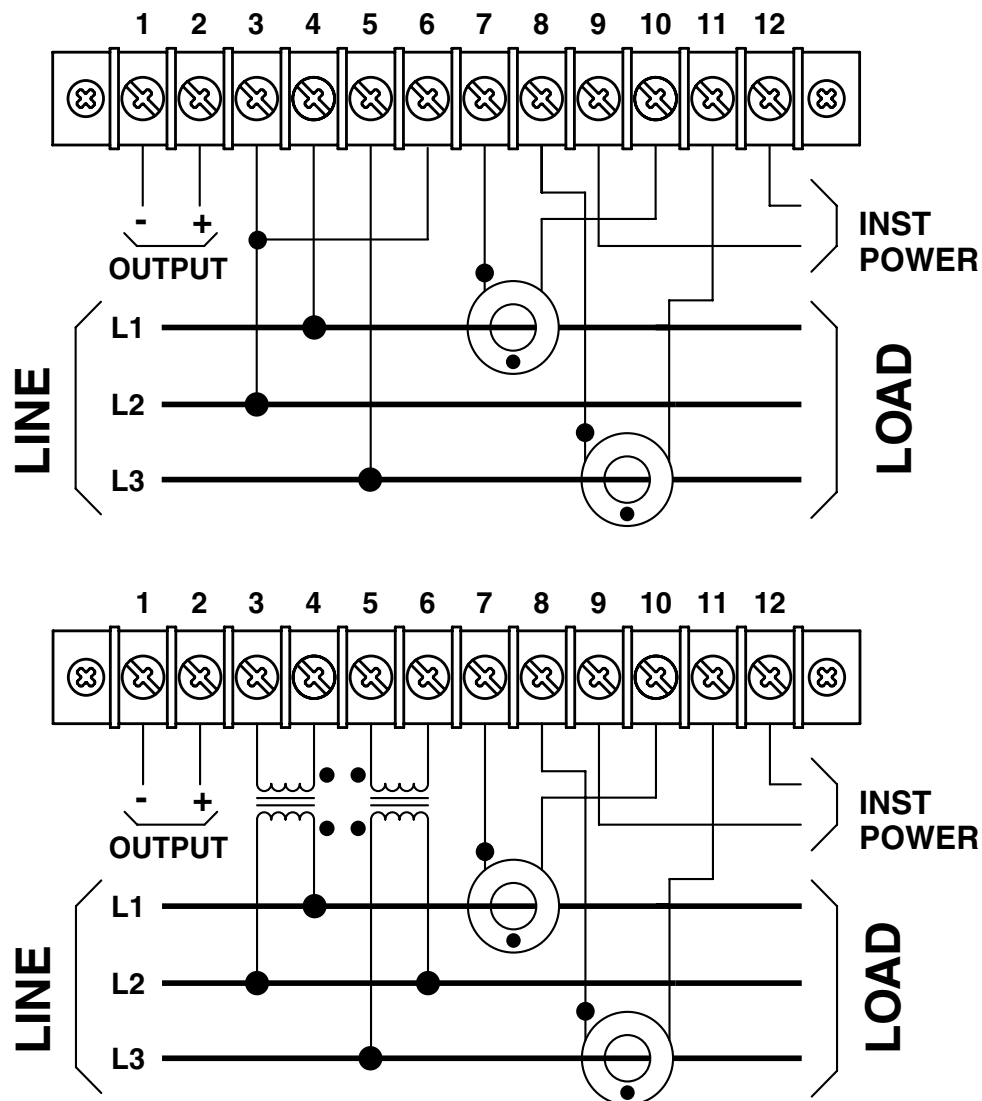 1 2 3 4 5 6 7 8 9 10 11 12
- +
OUTPUT
INST
POWER
L1
L2
L3
LINE
LOAD
1 2 3 4 5 6 7 8 9 10 11 12
- +
OUTPUT
INST
POWER
L1
L2
L3
LINE
LOAD